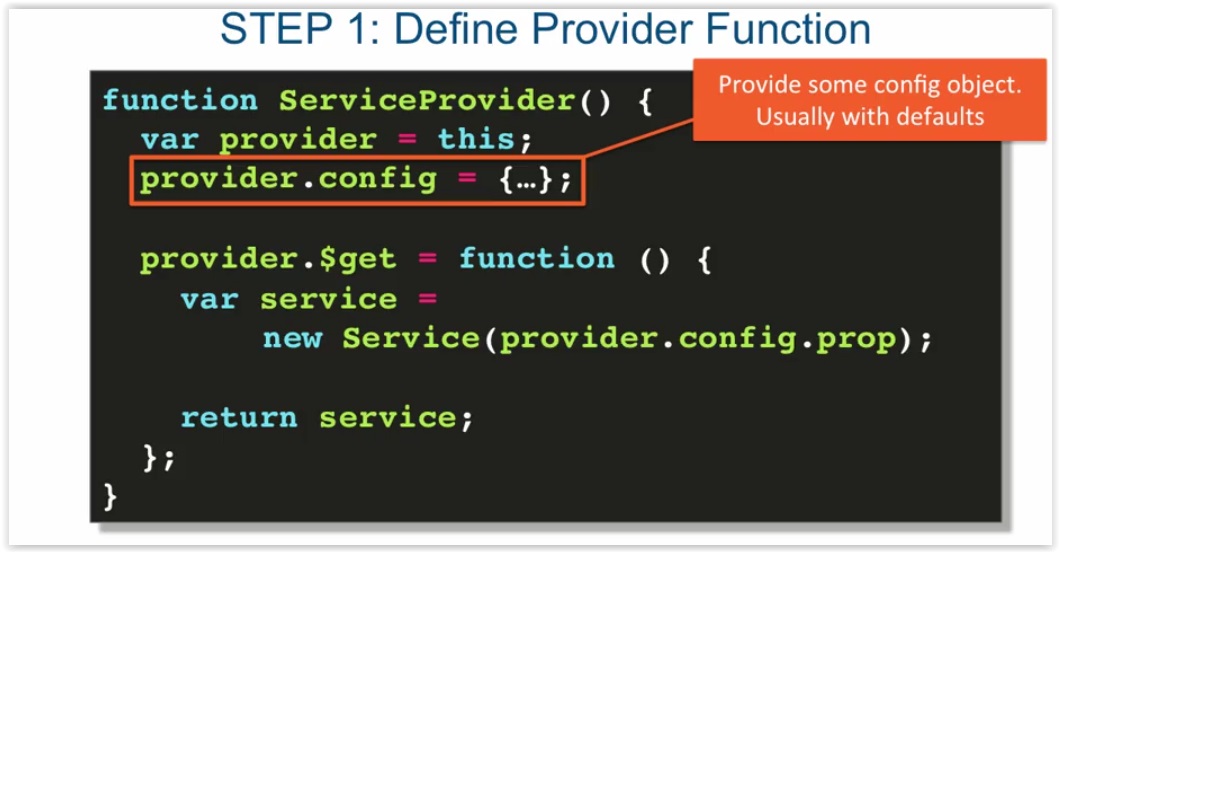 STEP 1: Define Provider Function
Provide some config object.
Usually with defaults
function ServiceProvider() {
var provider = this;
provider.config = {…};
provider.$get = function () {
var service =
new Service(provider.config.prop);
return service;
};
}